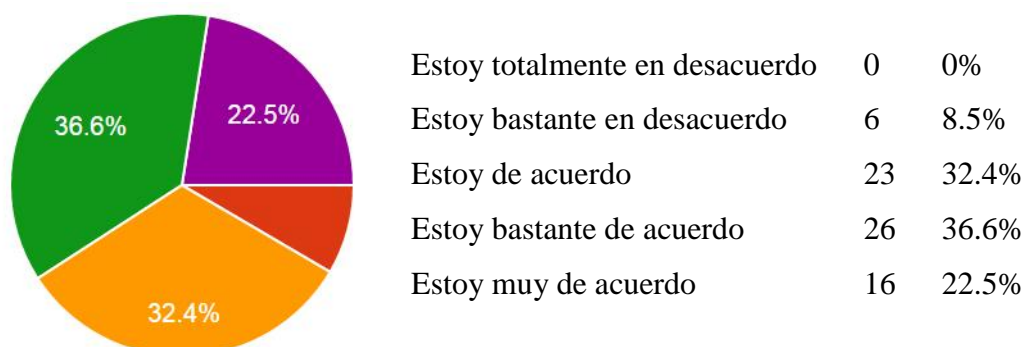 36.6%
22.5%
32.4%
Estoy totalmente en desacuerdo 0 0%
Estoy bastante en desacuerdo 6 8.5%
Estoy de acuerdo 23 32.4%
Estoy bastante de acuerdo 26 36.6%
Estoy muy de acuerdo 16 22.5%